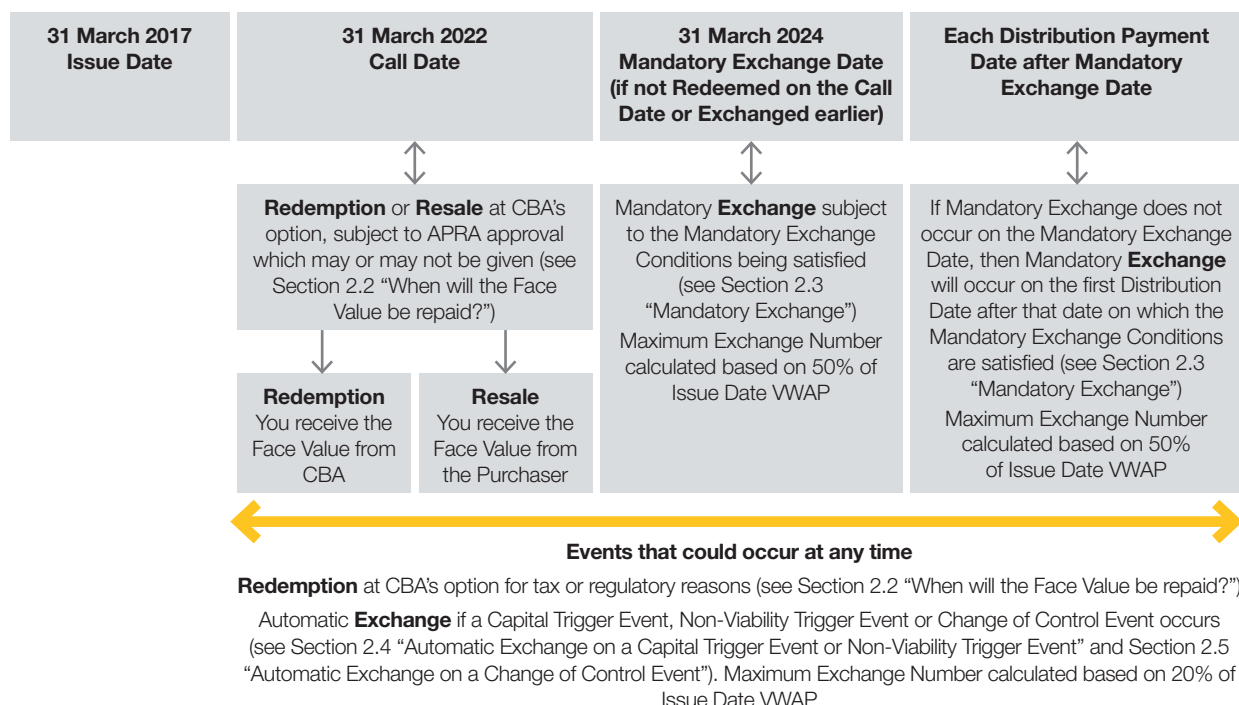 31 March 2017
Issue Date
31 March 2022
Call Date
31 March 2024
Mandatory Exchange Date
(if not Redeemed on the Call
Date or Exchanged earlier)
Each Distribution Payment
Date after Mandatory
Exchange Date
Redemption or Resale at CBA’s
option, subject to APRA approval
which may or may not be given (see
Section 2.2 “When will the Face
Value be repaid?”)
Redemption
You receive the
Face Value from
CBA
Resale
You receive the
Face Value from
the Purchaser
Mandatory Exchange subject
to the Mandatory Exchange
Conditions being satisfied
(see Section 2.3
“Mandatory Exchange”)
Maximum Exchange Number
calculated based on 50% of
Issue Date VWAP
If Mandatory Exchange does not
occur on the Mandatory Exchange
Date, then Mandatory Exchange
will occur on the first Distribution
Date after that date on which the
Mandatory Exchange Conditions
are satisfied (see Section 2.3
“Mandatory Exchange”)
Maximum Exchange Number
calculated based on 50%
of Issue Date VWAP
Events that could occur at any time
Redemption at CBA’s option for tax or regulatory reasons (see Section 2.2 “When will the Face Value be repaid?”)
Automatic Exchange if a Capital Trigger Event, Non-Viability Trigger Event or Change of Control Event occurs
(see Section 2.4 “Automatic Exchange on a Capital Trigger Event or Non-Viability Trigger Event” and Section 2.5
“Automatic Exchange on a Change of Control Event”). Maximum Exchange Number calculated based on 20% of
Issue Date VWAP